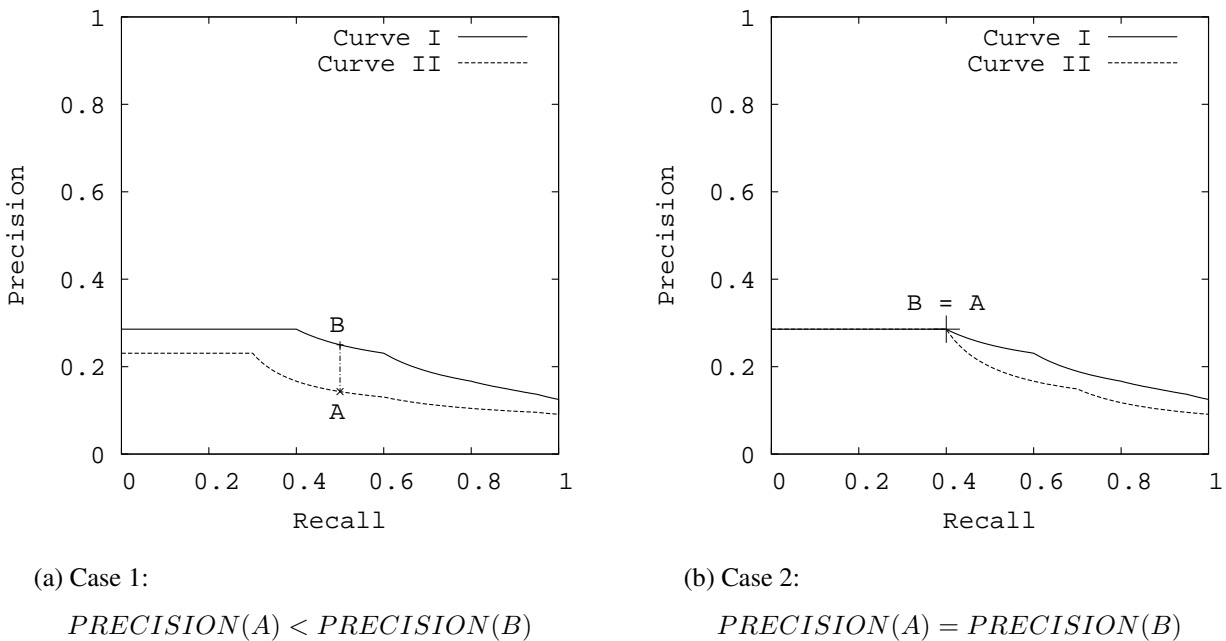 1
0.8
0.6
0.4
0.2
0
Precision
Curve I
Curve II
B
A
0 0.2 0.4 0.6 0.8 1
Recall
(a) Case 1:
PRECISION(A) < PRECISION(B)
1
0.8
0.6
0.4
0.2
0
Precision
Curve I
Curve II
B = A
0 0.2 0.4 0.6 0.8 1
Recall
(b) Case 2:
PRECISION(A) = PRECISION(B)